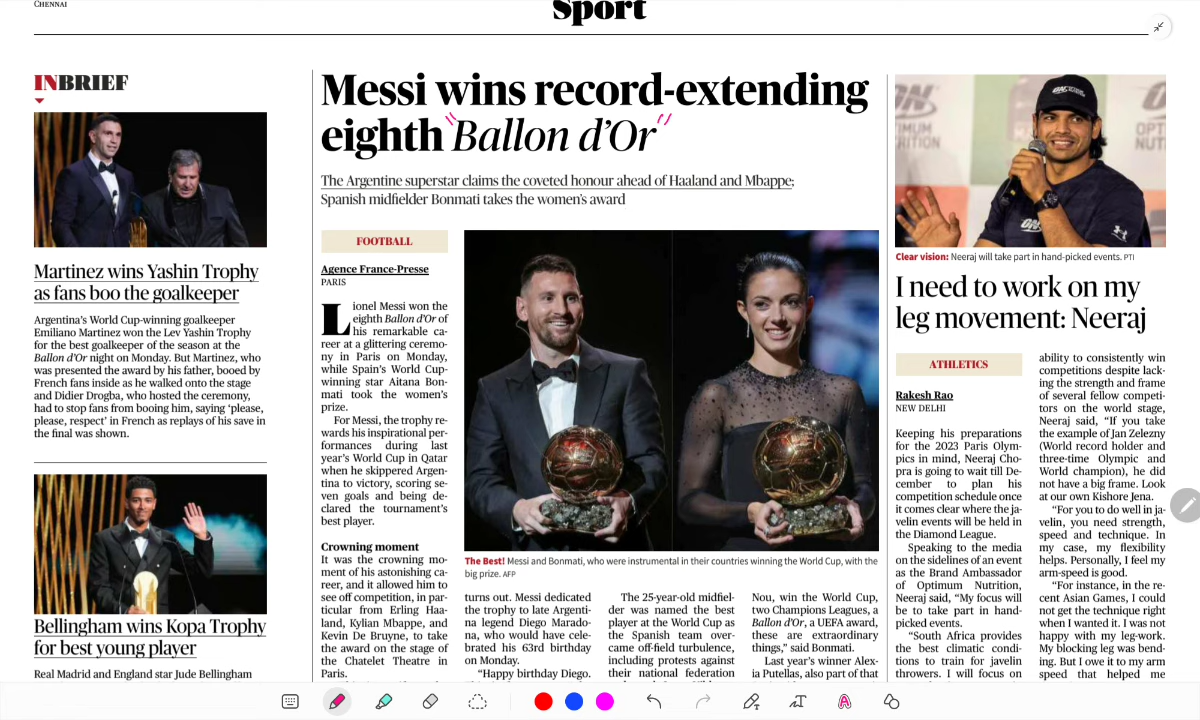 CHENNAI
Sport
INBRIEF
Martinez wins Yashin Trophy
as fans boo the goalkeeper
Argentina's World Cup-winning goalkeeper
Emiliano Martinez won the Lev Yashin Trophy
for the best goalkeeper of the season at the
Ballon d'Or night on Monday. But Martinez, who
was presented the award by his father, booed by
French fans inside as he walked onto the stage
and Didier Drogba, who hosted the ceremony,
had to stop fans from booing him, saying 'please,
please, respect' in French as replays of his save in
the final was shown.
Bellingham wins Kopa Trophy
for best young player
Real Madrid and England star Jude Bellingham
Messi wins record-extending
eighth "Ballon d'Or"
The Argentine superstar claims the coveted honour ahead of Haaland and Mbappe;
Spanish midfielder Bonmati takes the women's award
FOOTBALL
Agence France-Presse
PARIS
Lionel Messi won the
eighth Ballon d'Or of
his remarkable ca-
reer at a glittering ceremo-
ny in Paris on Monday,
while Spain's World Cup-
winning star Aitana Bon-
mati took the women's
prize.
For Messi, the trophy re-
wards his inspirational per-
formances during last
year's World Cup in Qatar
when he skippered Argen-
tina to victory, scoring sev-
en goals and being de-
clared the tournament's
best player.
Crowning moment
It was the crowning mo-
ment of his astonishing ca-
reer, and it allowed him to
see off competition, in par-
ticular from Erling Haa-
land, Kylian Mbappe, and
Kevin De Bruyne, to take
the award on the stage of
the Chatelet Theatre in
Paris.
The Best! Messi and Bonmati, who were instrumental in their countries winning the World Cup, with the
big prize. AFP
turns out. Messi dedicated
the trophy to late Argenti-
na legend Diego Marado-
na, who would have cele-
brated his 63rd birthday
on Monday.
"Happy birthday Diego.
The 25-year-old midfiel-
der was named the best
player at the World Cup as
the Spanish team over-
came off-field turbulence,
including protests against
their national federation
Nou, win the World Cup,
two Champions Leagues, a
Ballon d'Or, a UEFA award,
these are extraordinary
things," said Bonmati.
Last year's winner Alex-
ia Putellas, also part of that
ON
OPTIMUM
NUTRITION
Clear vision: Neeraj will take part in hand-picked events. PTI
I need to work on my
leg movement: Neeraj
ATHLETICS
Rakesh Rao
NEW DELHI
Keeping his preparations
for the 2023 Paris Olym-
pics in mind, Neeraj Cho-
pra is going to wait till De-
cember to plan his
competition schedule once
it comes clear where the ja-
velin events will be held in
the Diamond League.
Speaking to the media
on the sidelines of an event
as the Brand Ambassador
of Optimum Nutrition,
Neeraj said, "My focus will
be to take part in hand-
picked events.
"South Africa provides
the best climatic condi-
tions to train for javelin
throwers. I will focus on
ability to consistently win
competitions despite lack-
ing the strength and frame
of several fellow competi-
tors on the world stage,
Neeraj said, "If you take
the example of Jan Zelezny
(World record holder and
three-time Olympic and
World champion), he did
not have a big frame. Look
at our own Kishore Jena.
"For you to do well in ja-
velin, you need strength,
speed and technique. In
my case, my flexibility
helps. Personally, I feel my
arm-speed is good.
"For instance, in the re-
cent Asian Games, I could
not get the technique right
when I wanted it. I was not
happy with my leg-work.
My blocking leg was bend-
ing. But I owe it to my arm
speed that helped me